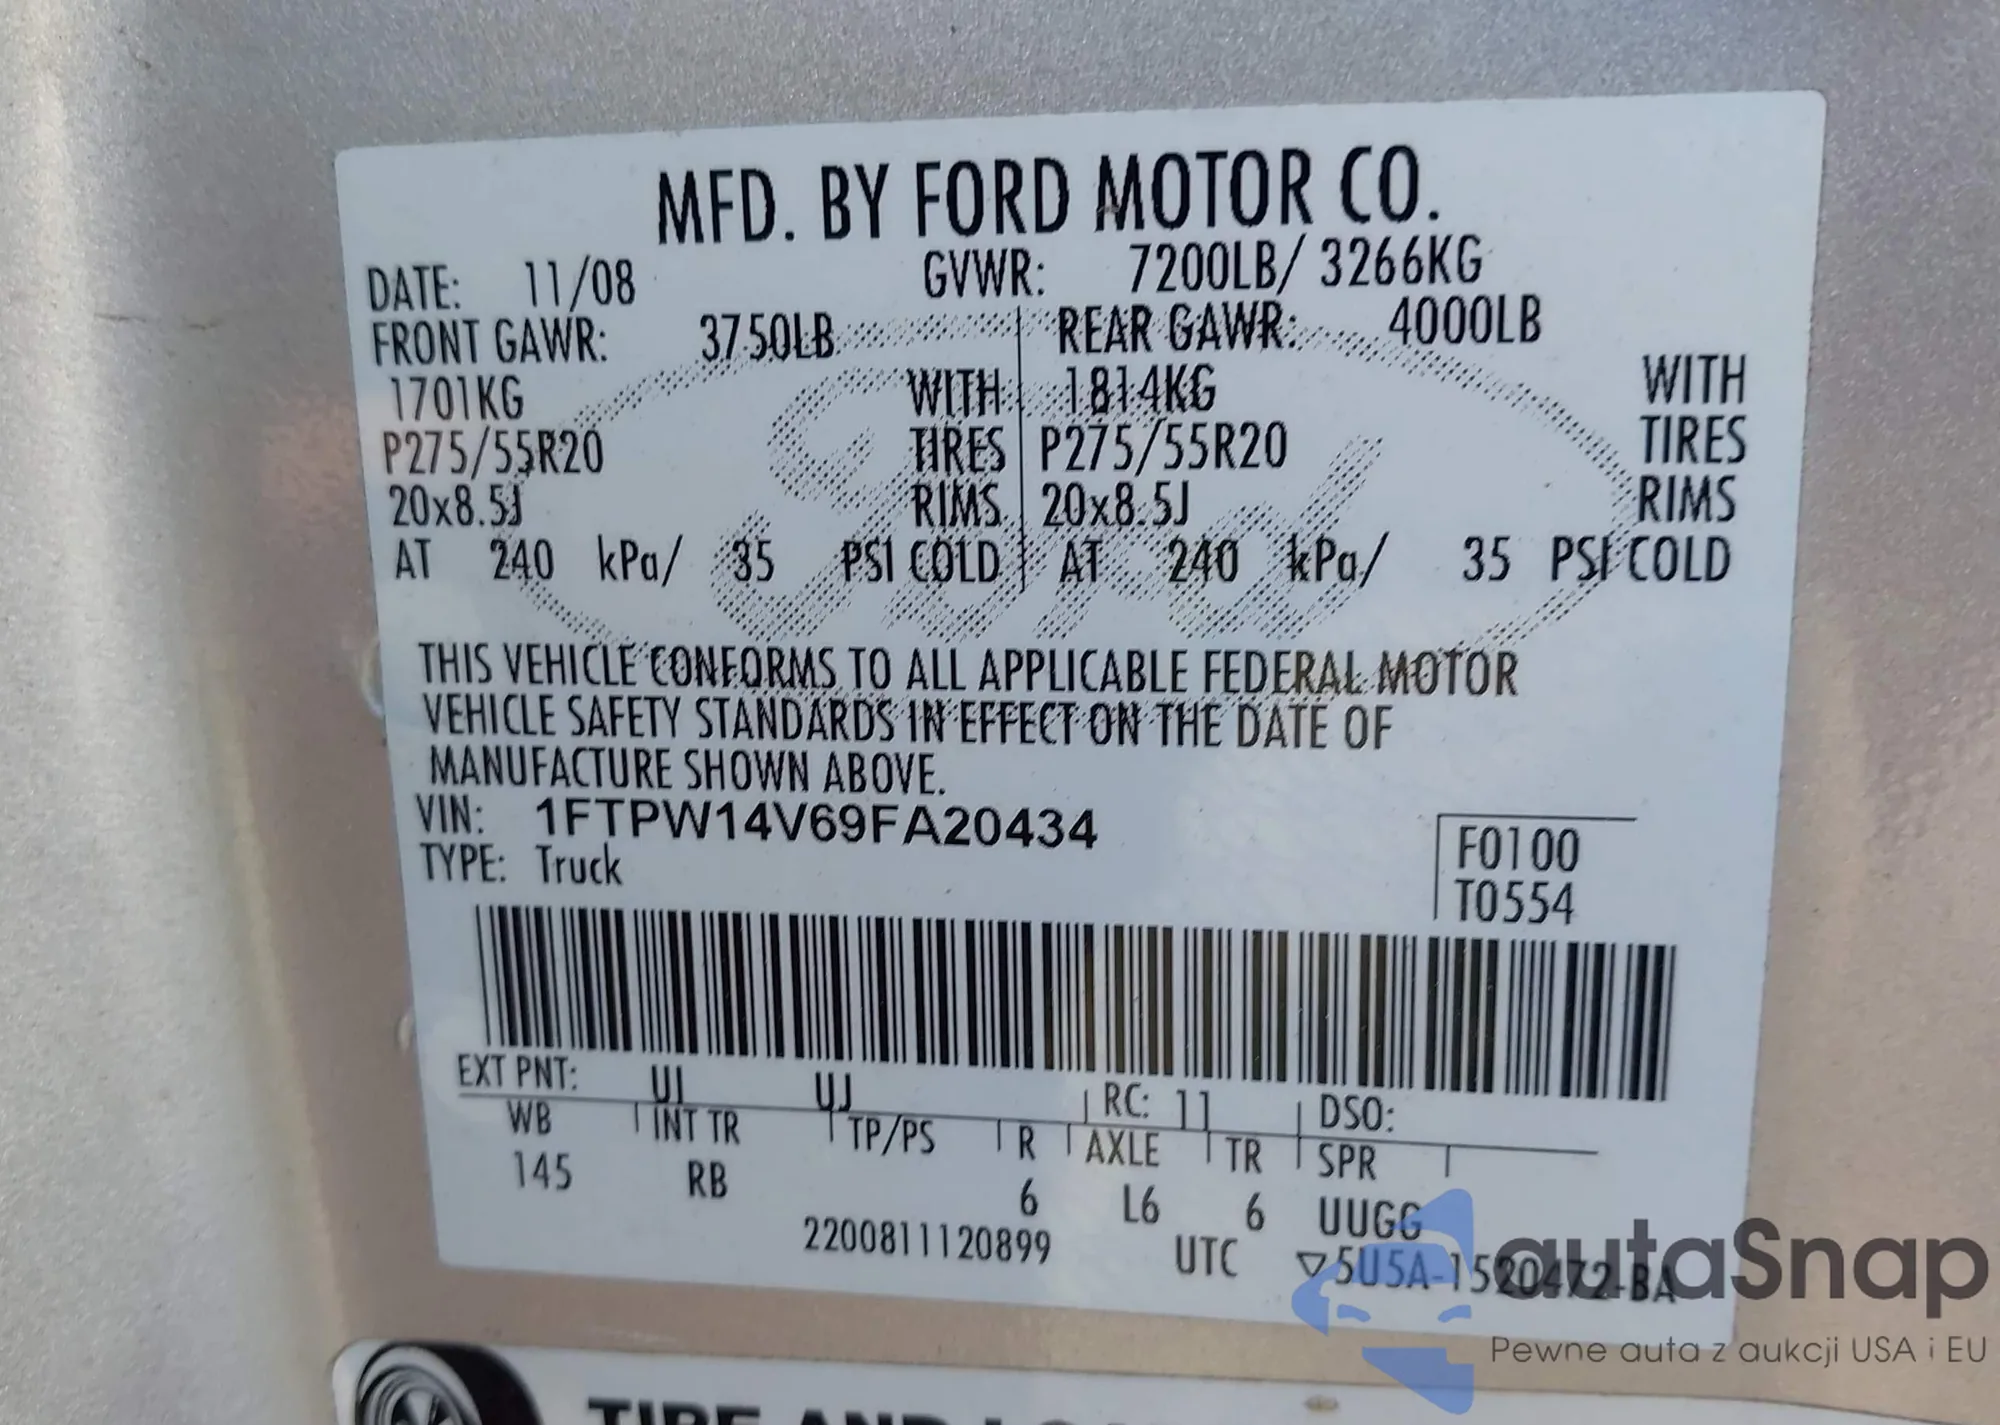 MFD. BY FORD MOTOR CO.
DATE: 11/08 GVWR: 7200LB/ 3266KG
FRONT GAWR: 3750LB REAR GAWR: 4000LB
1701KG WITH 1814KG WITH
P275/55R20 TIRES P275/55R20 TIRES
20x8.5J RIMS 20x8.5J RIMS
AT 240 kPa/ 35 PSI COLD AT 240 kPa/ 35 PSI COLD
THIS VEHICLE CONFORMS TO ALL APPLICABLE FEDERAL MOTOR
VEHICLE SAFETY STANDARDS IN EFFECT ON THE DATE OF
MANUFACTURE SHOWN ABOVE.
VIN: 1FTPW14V69FA20434
TYPE: Truck
F0100
T0554
EXT PNT: UJ UJ RC: 11 DSO:
WB INT TR TP/PS R AXLE TR SPR
145 RB 6 L6 6 UUGG
2200811120899 UTC ▽5U5A-1520472-BA
autaSnap
Pewne auta z aukcji USA i EU
TIRE AND